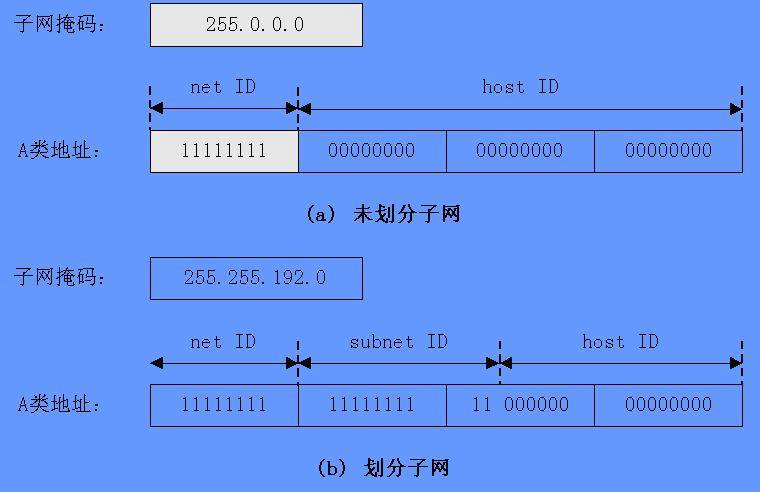 子网掩码: 255.0.0.0
net ID host ID
A类地址: 11111111 00000000 00000000 00000000
(a) 未划分子网
子网掩码: 255.255.192.0
net ID subnet ID host ID
A类地址: 11111111 11111111 11 000000 00000000
(b) 划分子网